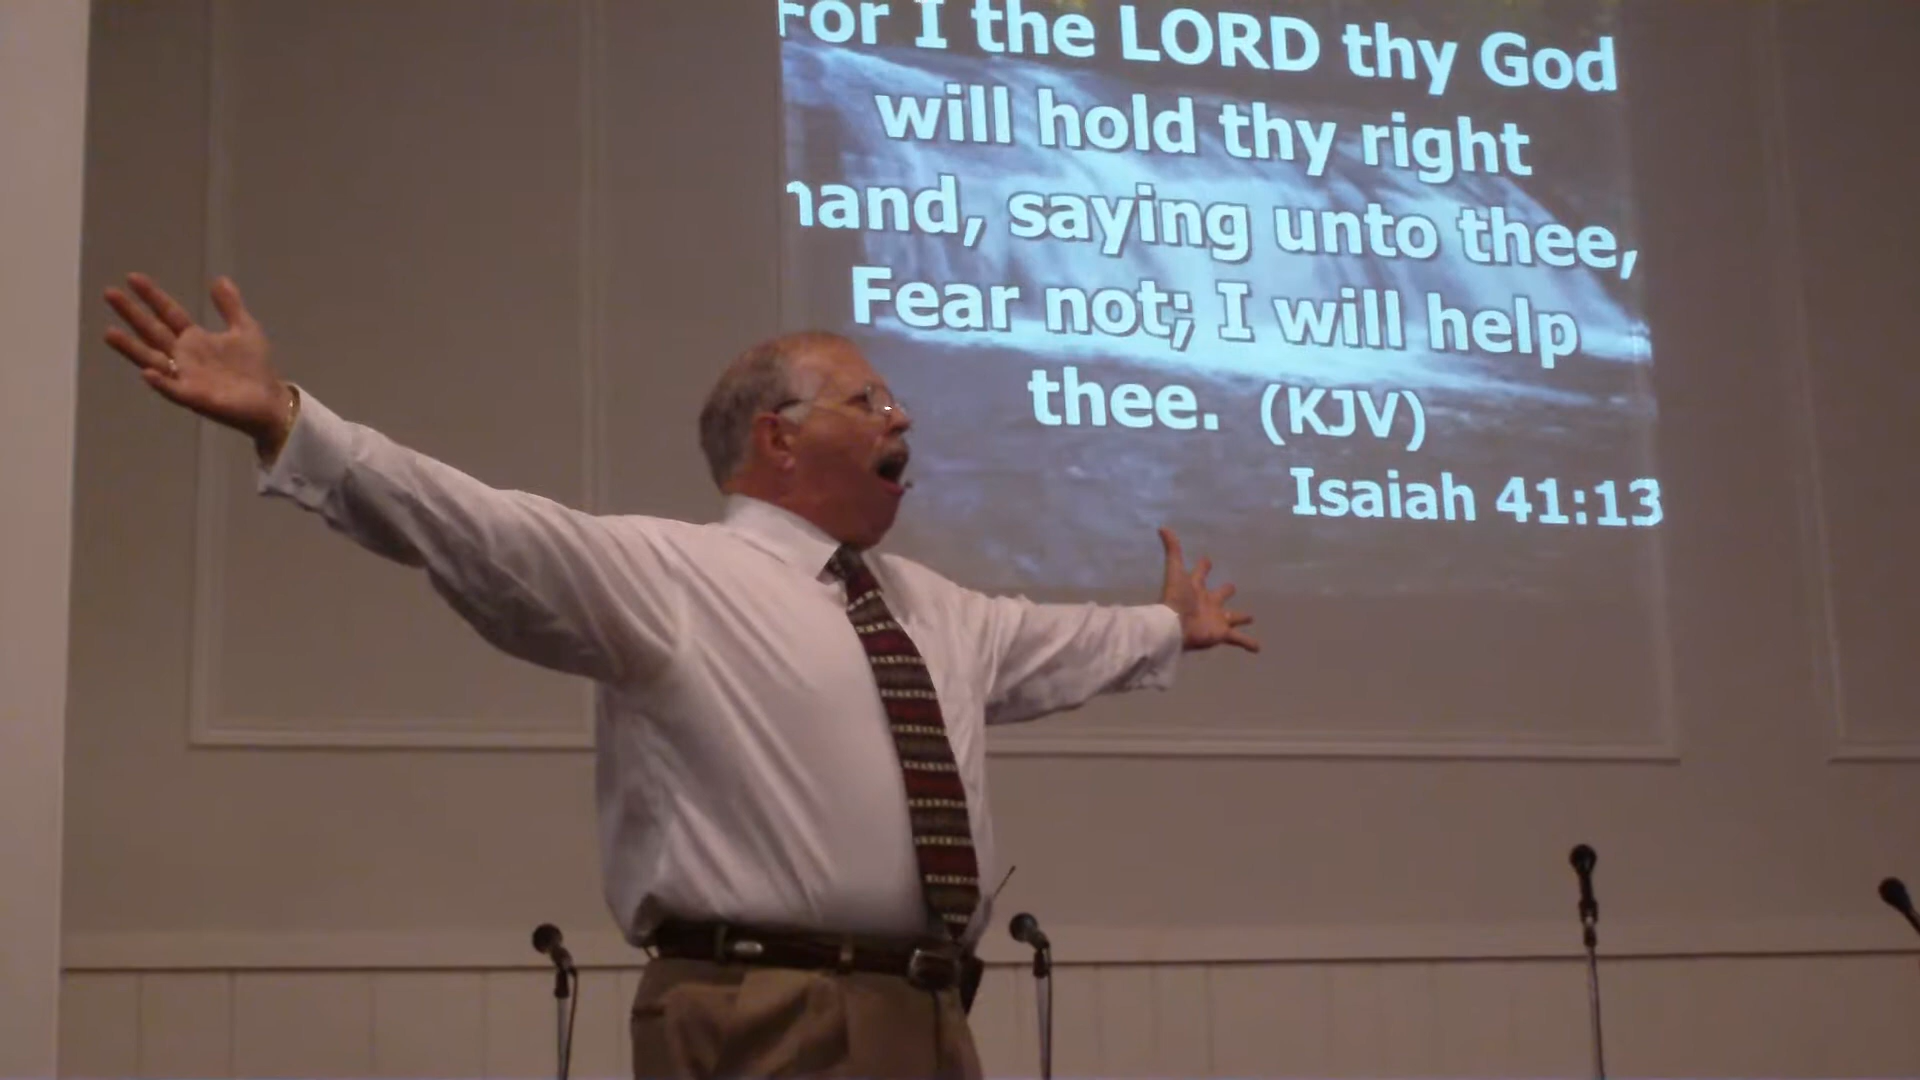 For I the LORD thy God
will hold thy right
hand, saying unto thee,
Fear not; I will help
thee. (KJV)
Isaiah 41:13